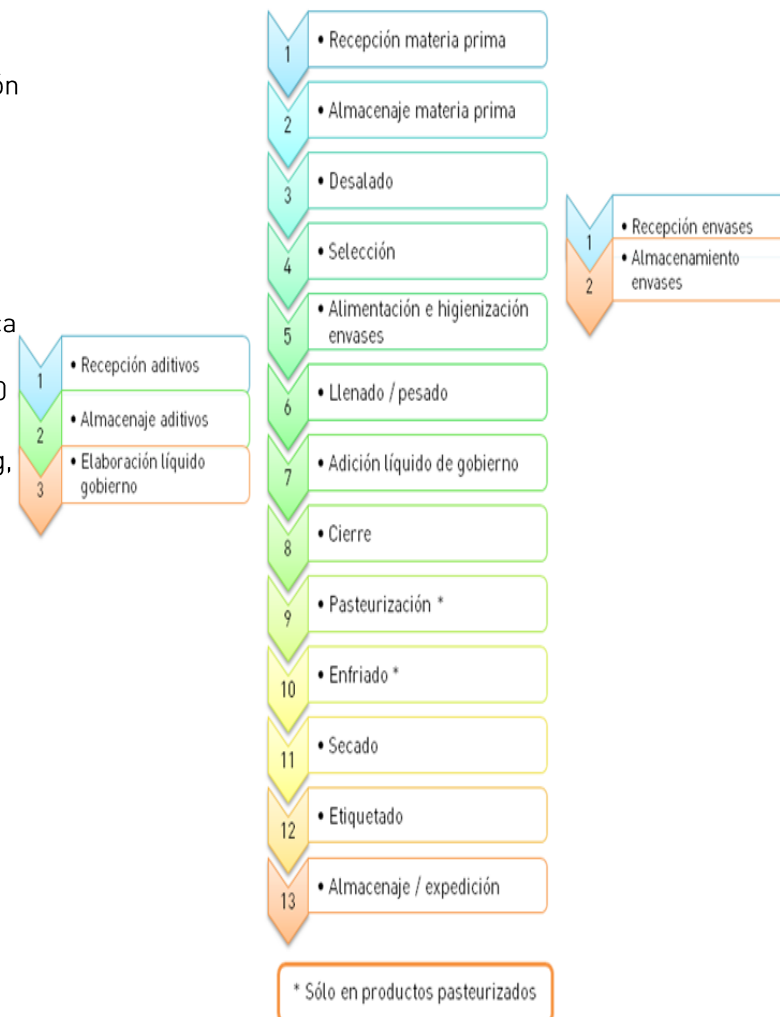 1
• Recepción materia prima
2
• Almacenaje materia prima
3
• Desalado
4
• Selección
5
• Alimentación e higienización
envases
6
• Llenado / pesado
7
• Adición líquido de gobierno
8
• Cierre
9
• Pasteurización *
10
• Enfriado *
11
• Secado
12
• Etiquetado
13
• Almacenaje / expedición
* Sólo en productos pasteurizados
1
• Recepción aditivos
2
• Almacenaje aditivos
3
• Elaboración líquido
gobierno
1
• Recepción envases
2
• Almacenamiento
envases